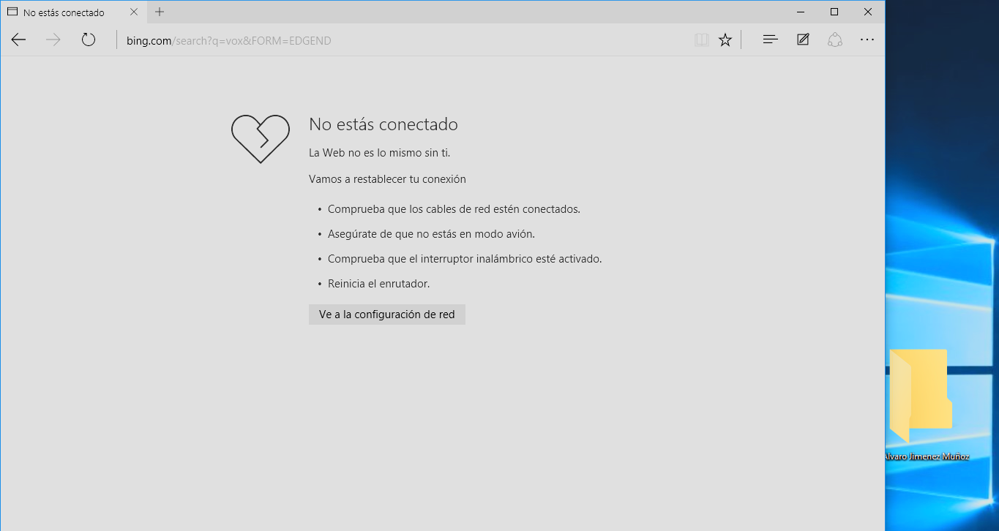 No estás conectado
bing.com/search?q=vox&FORM=EDGEND
No estás conectado
La Web no es lo mismo sin ti.
Vamos a restablecer tu conexión
• Comprueba que los cables de red estén conectados.
• Asegúrate de que no estás en modo avión.
• Comprueba que el interruptor inalámbrico esté activado.
• Reinicia el enrutador.
Ve a la configuración de red
Alvaro Jimenez Muñoz